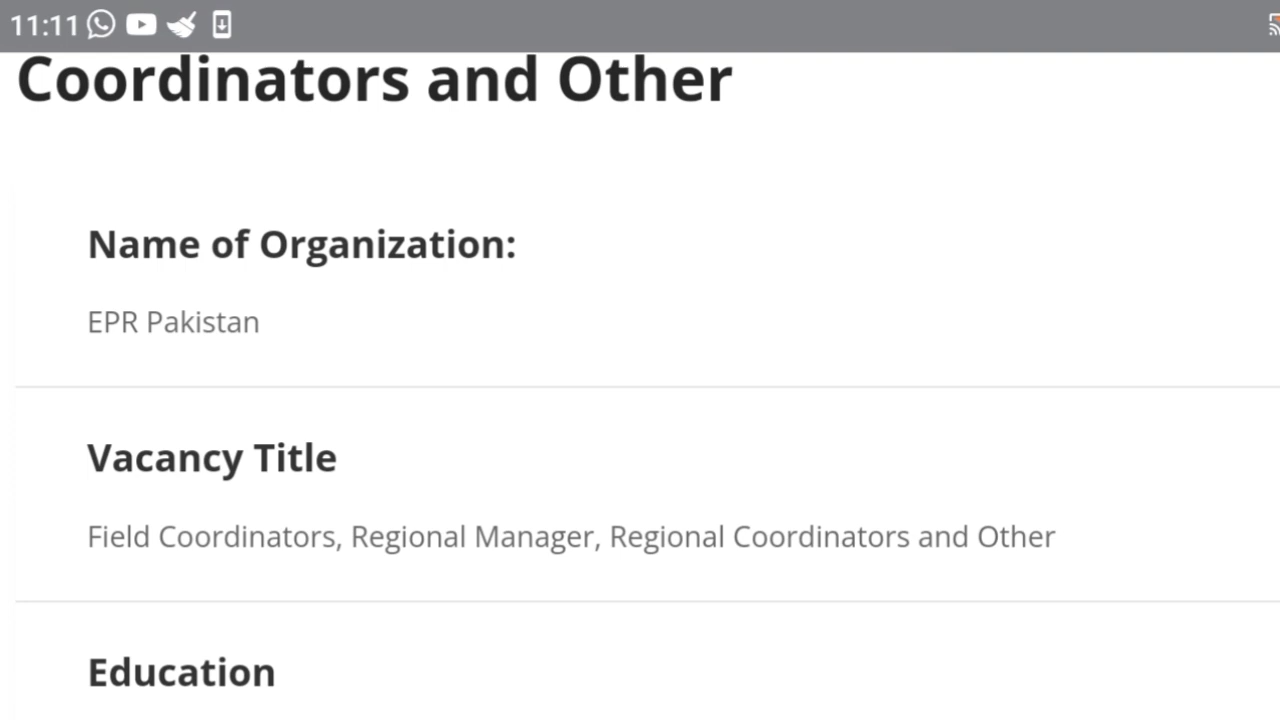 11:11
Coordinators and Other
Name of Organization:
EPR Pakistan
Vacancy Title
Field Coordinators, Regional Manager, Regional Coordinators and Other
Education